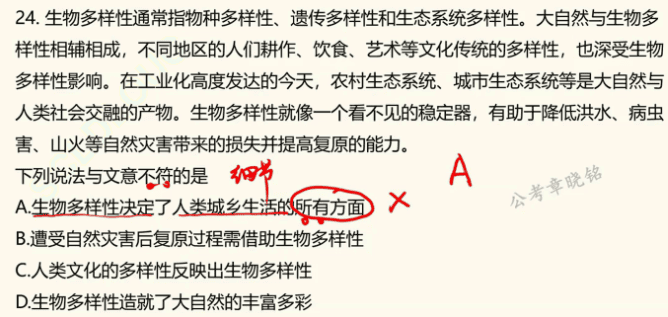 24. 生物多样性通常指物种多样性、遗传多样性和生态系统多样性。大自然与生物多
样性相辅相成，不同地区的人们耕作、饮食、艺术等文化传统的多样性，也深受生物
多样性影响。在工业化高度发达的今天，农村生态系统、城市生态系统等是大自然与
人类社会交融的产物。生物多样性就像一个看不见的稳定器，有助于降低洪水、病虫
害、山火等自然灾害带来的损失并提高复原的能力。
下列说法与文意不符的是 细节 A
A.生物多样性决定了人类城乡生活的所有方面 ×
公考章晓铭
B.遭受自然灾害后复原过程需借助生物多样性
C.人类文化的多样性反映出生物多样性
D.生物多样性造就了大自然的丰富多彩